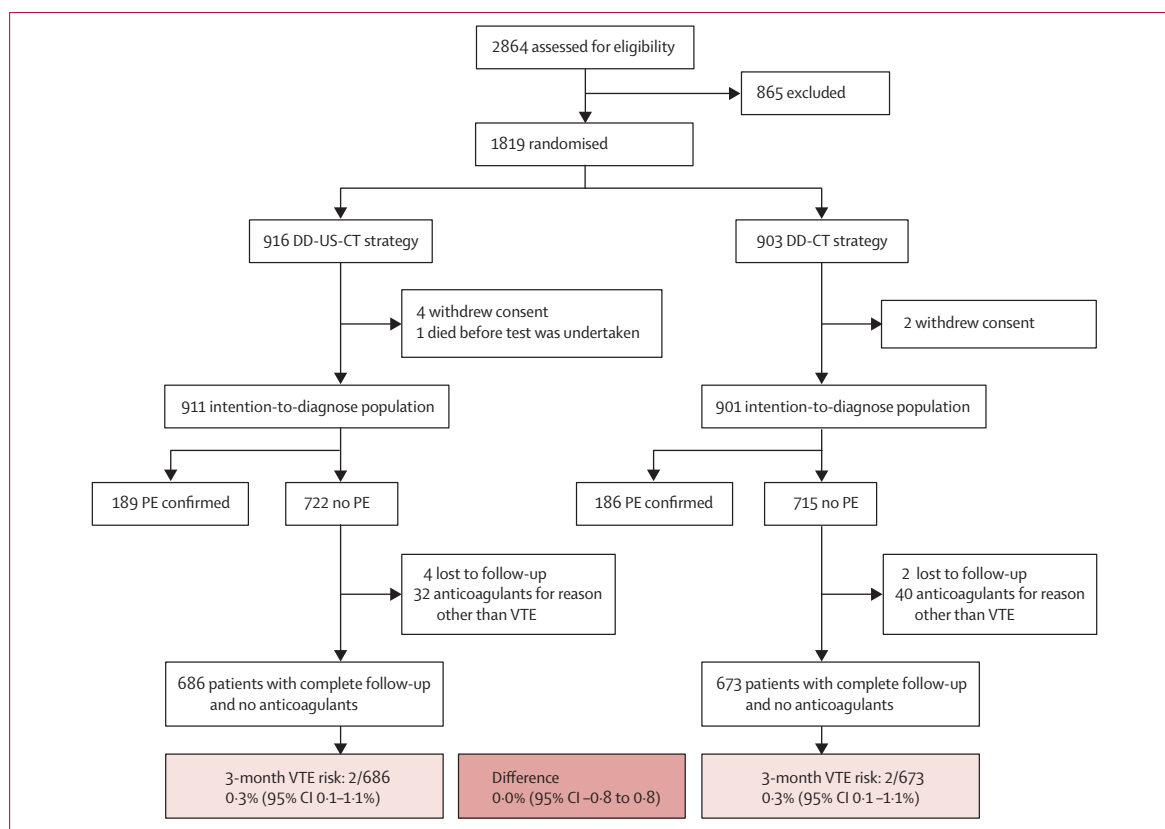 2864 assessed for eligibility
865 excluded
1819 randomised
916 DD-US-CT strategy
903 DD-CT strategy
4 withdrew consent
1 died before test was undertaken
2 withdrew consent
911 intention-to-diagnose population
901 intention-to-diagnose population
189 PE confirmed
722 no PE
186 PE confirmed
715 no PE
4 lost to follow-up
32 anticoagulants for reason
other than VTE
2 lost to follow-up
40 anticoagulants for reason
other than VTE
686 patients with complete follow-up
and no anticoagulants
673 patients with complete follow-up
and no anticoagulants
3-month VTE risk: 2/686
0·3% (95% CI 0·1–1·1%)
Difference
0·0% (95% CI –0·8 to 0·8)
3-month VTE risk: 2/673
0·3% (95% CI 0·1 –1·1%)